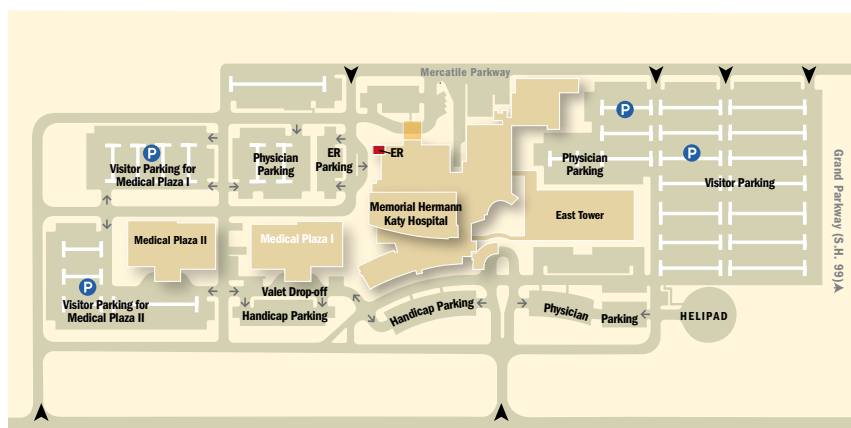 Mercatile Parkway
P
P
ER
Parking
ER
Physician
Parking
Visitor Parking for
Medical Plaza I
Physician
Parking
P
Visitor Parking
Grand Parkway (S.H. 99)
Memorial Hermann
Katy Hospital
East Tower
Medical Plaza II
Medical Plaza I
P
Visitor Parking for
Medical Plaza II
Valet Drop-off
Handicap Parking
Handicap Parking
Physician
Parking
HELIPAD